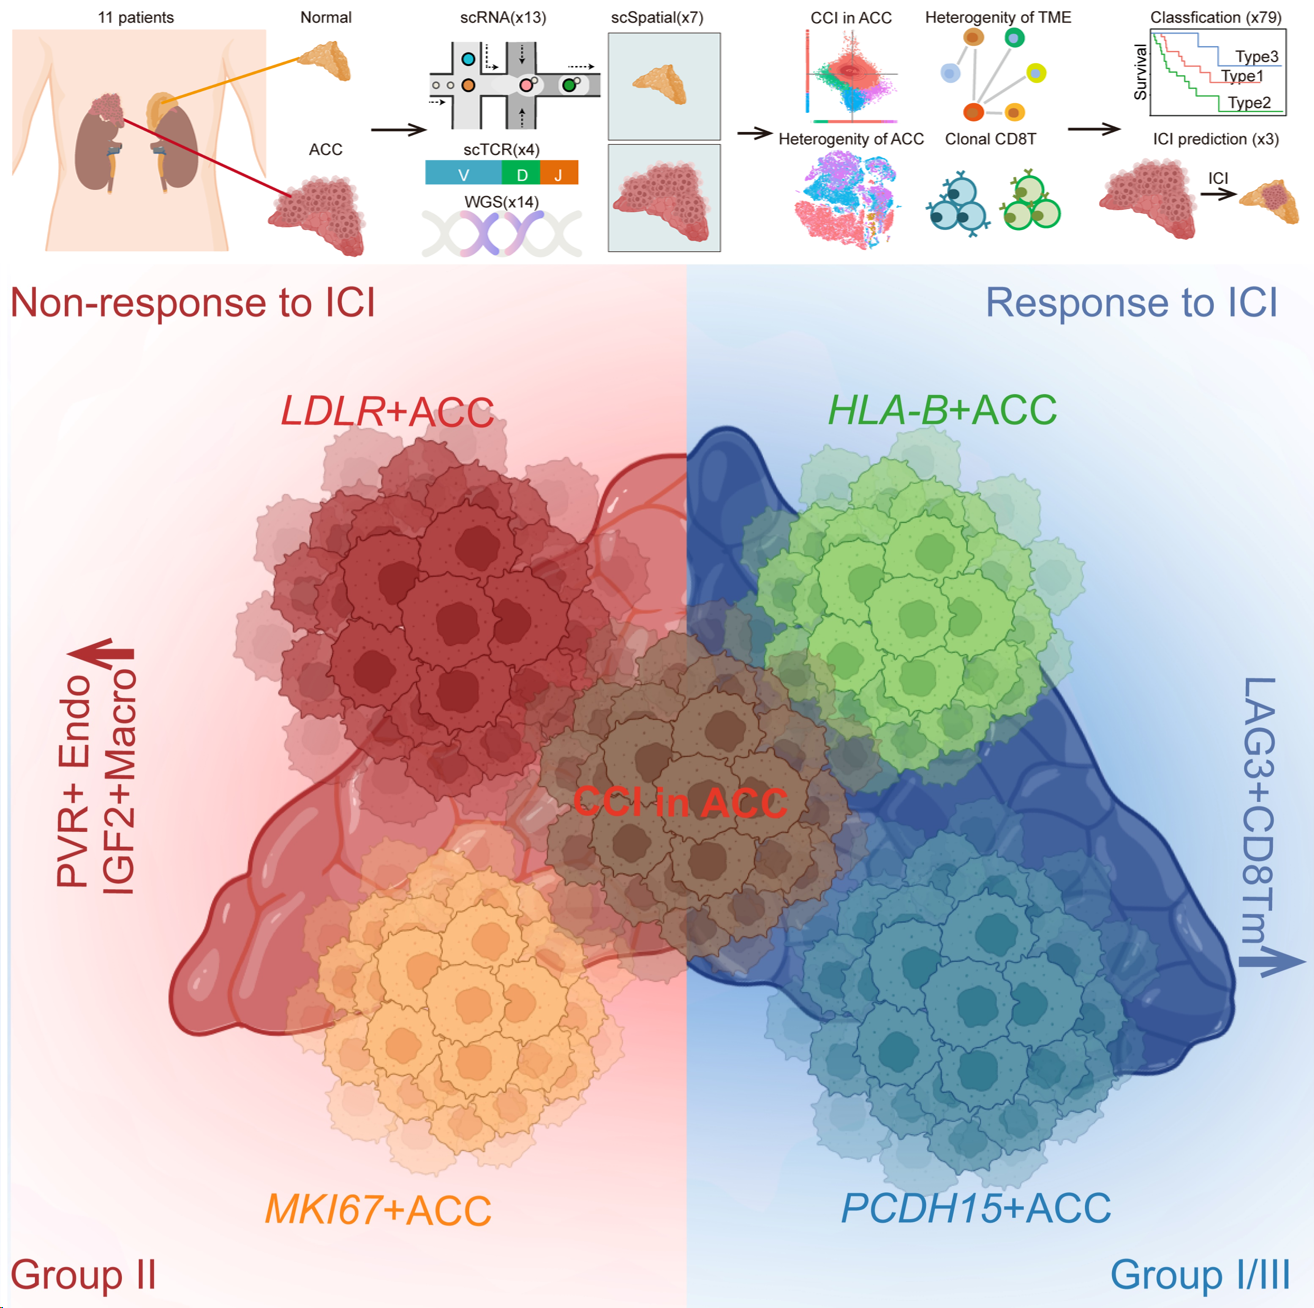 11 patients
Normal
ACC
scRNA(x13)
scTCR(x4)
V D J
WGS(x14)
scSpatial(x7)
CCI in ACC
Heterogenity of TME
Heterogenity of ACC
Clonal CD8T
Classfication (x79)
Survival
Type3
Type1
Type2
ICI prediction (x3)
ICI
Non-response to ICI
Response to ICI
LDLR+ACC
HLA-B+ACC
PVR+ Endo
IGF2+Macro
CCI in ACC
LAG3+CD8Tm
MKI67+ACC
PCDH15+ACC
Group II
Group I/III